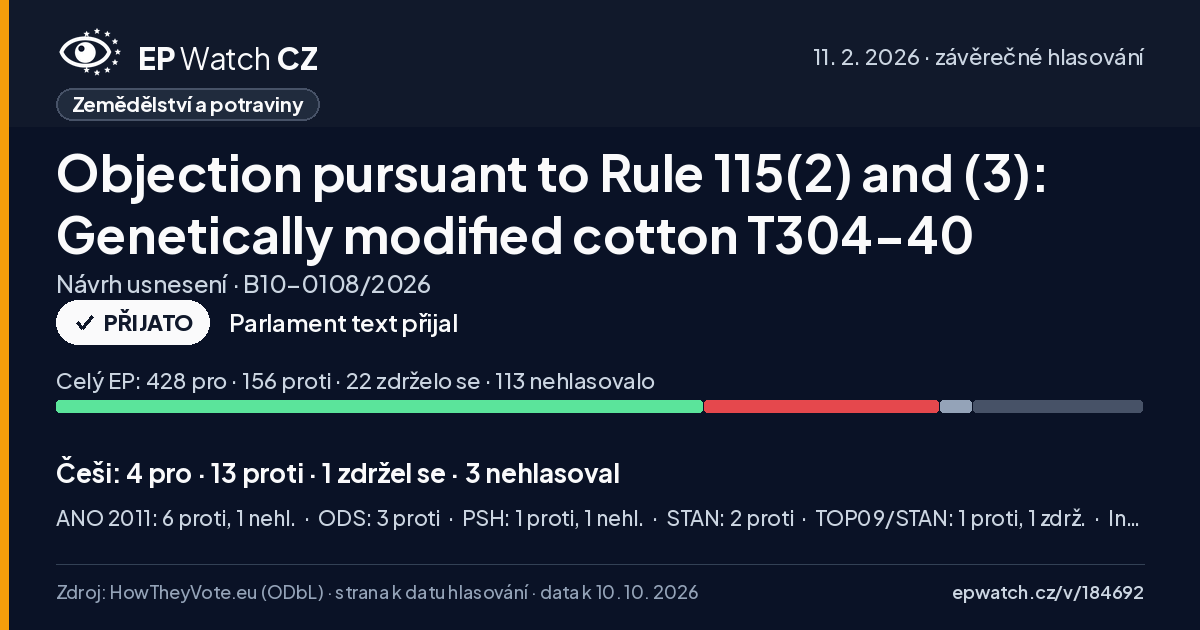 EP Watch CZ
11. 2. 2026 · závěrečné hlasování
Zemědělství a potraviny
Objection pursuant to Rule 115(2) and (3):
Genetically modified cotton T304-40
Návrh usnesení · B10-0108/2026
✓ PŘIJATO Parlament text přijal
Celý EP: 428 pro · 156 proti · 22 zdrželo se · 113 nehlasovalo
Češi: 4 pro · 13 proti · 1 zdržel se · 3 nehlasoval
ANO 2011: 6 proti, 1 nehl. · ODS: 3 proti · PSH: 1 proti, 1 nehl. · STAN: 2 proti · TOP09/STAN: 1 proti, 1 zdrž. · In…
Zdroj: HowTheyVote.eu (ODbL) · strana k datu hlasování · data k 10. 10. 2026
epwatch.cz/v/184692